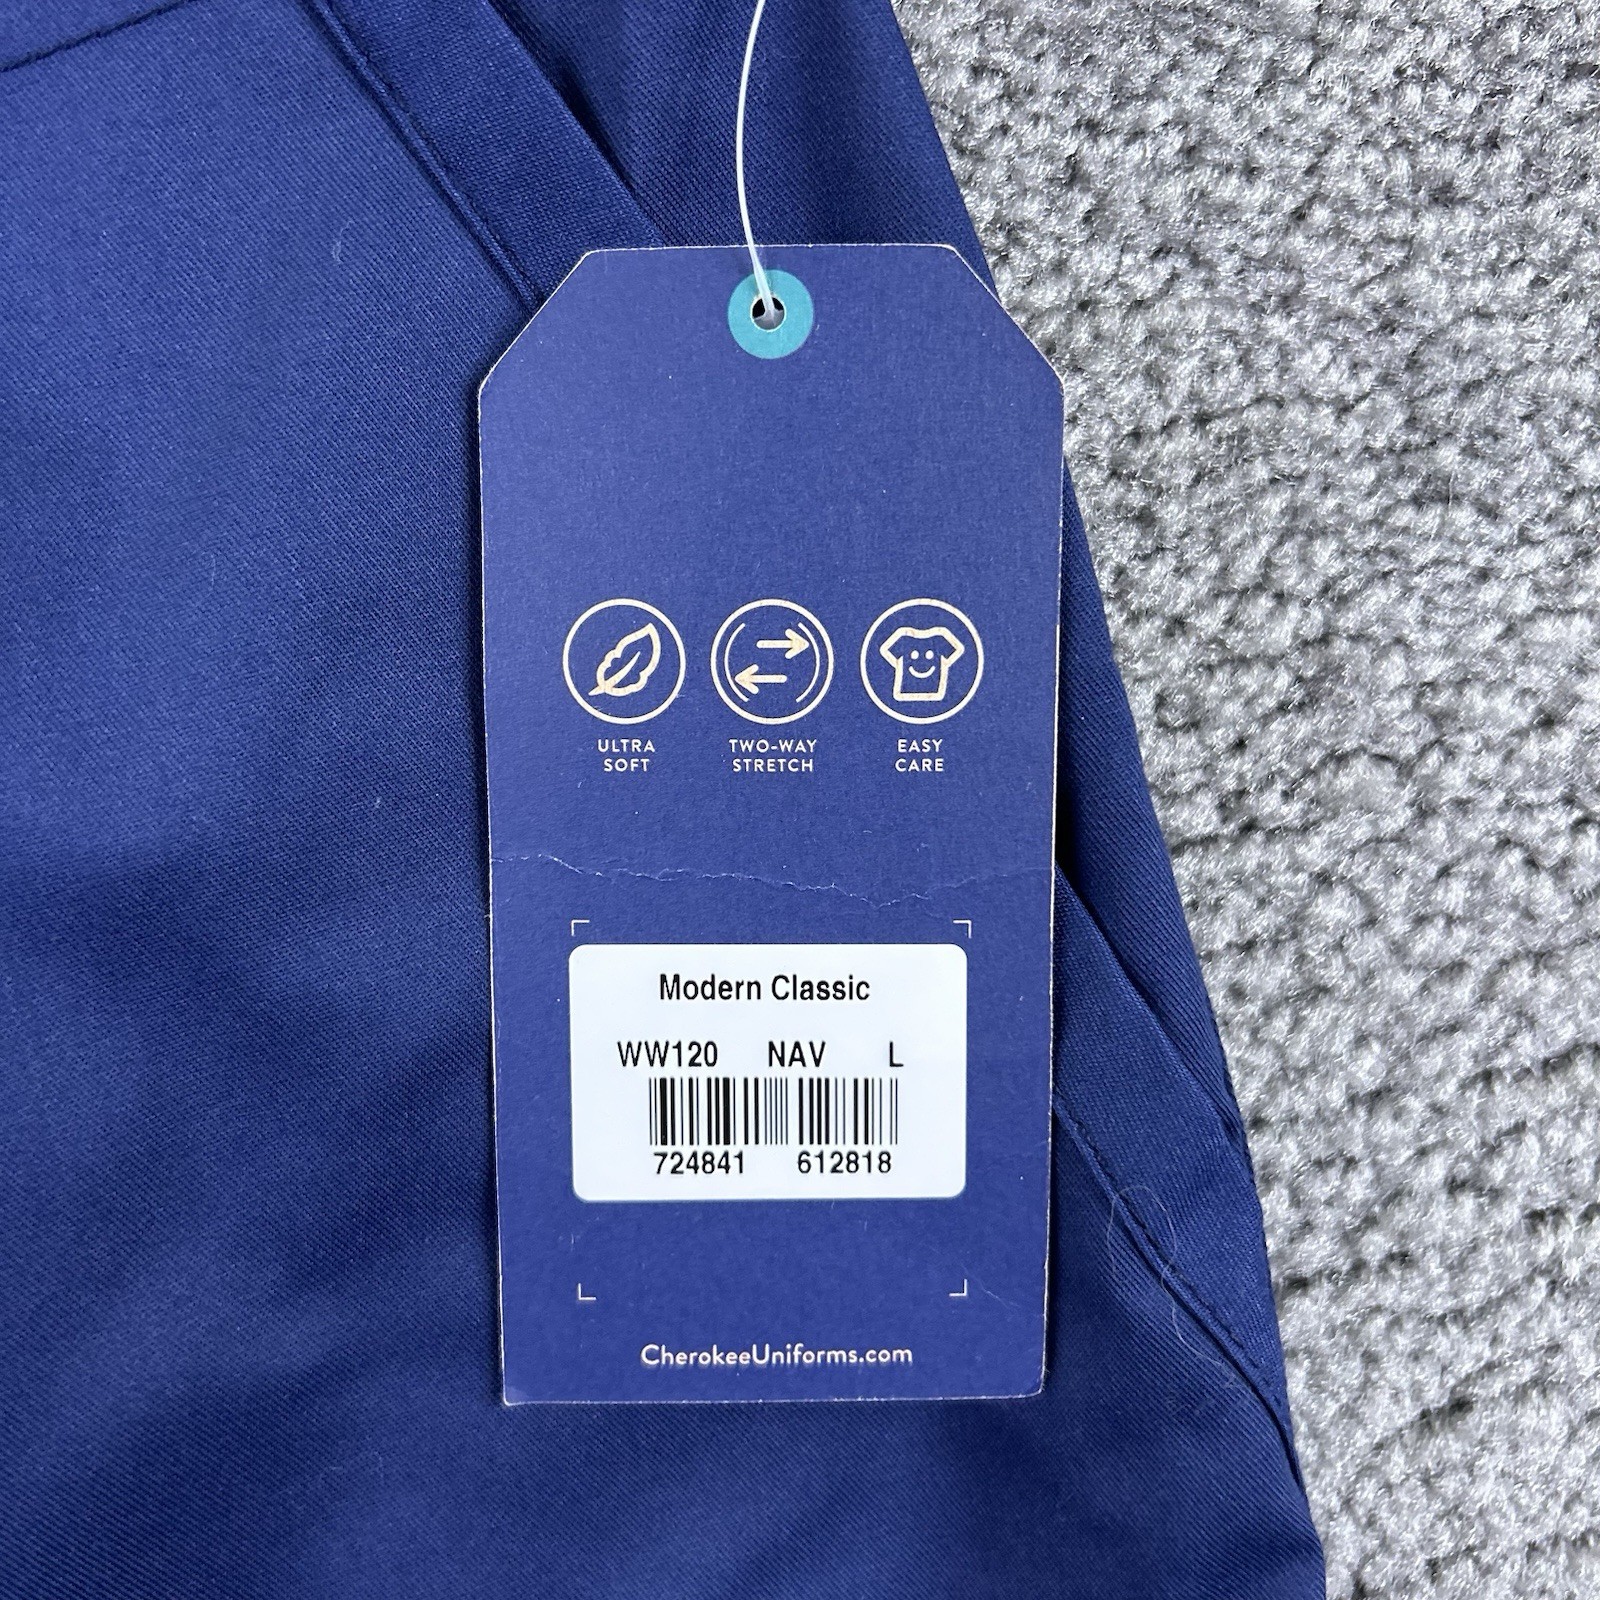 ULTRA
SOFT
TWO-WAY
STRETCH
EASY
CARE
Modern Classic
WW120 NAV L
724841 612818
CherokeeUniforms.com